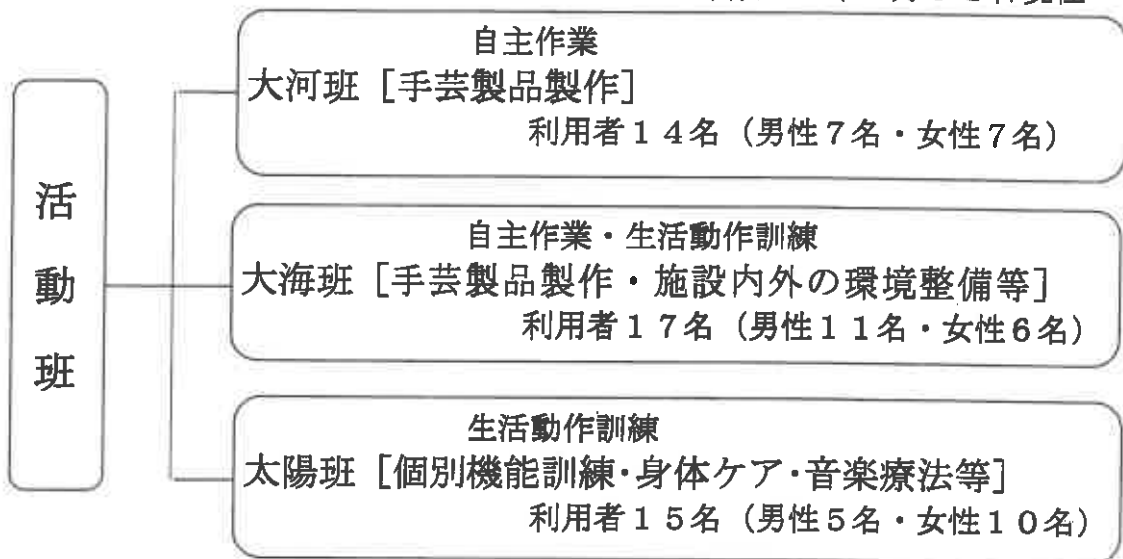 活動班
自主作業
大河班［手芸製品製作］
利用者１４名（男性７名・女性７名）
自主作業・生活動作訓練
大海班［手芸製品製作・施設内外の環境整備等］
利用者１７名（男性１１名・女性６名）
生活動作訓練
太陽班［個別機能訓練・身体ケア・音楽療法等］
利用者１５名（男性５名・女性１０名）